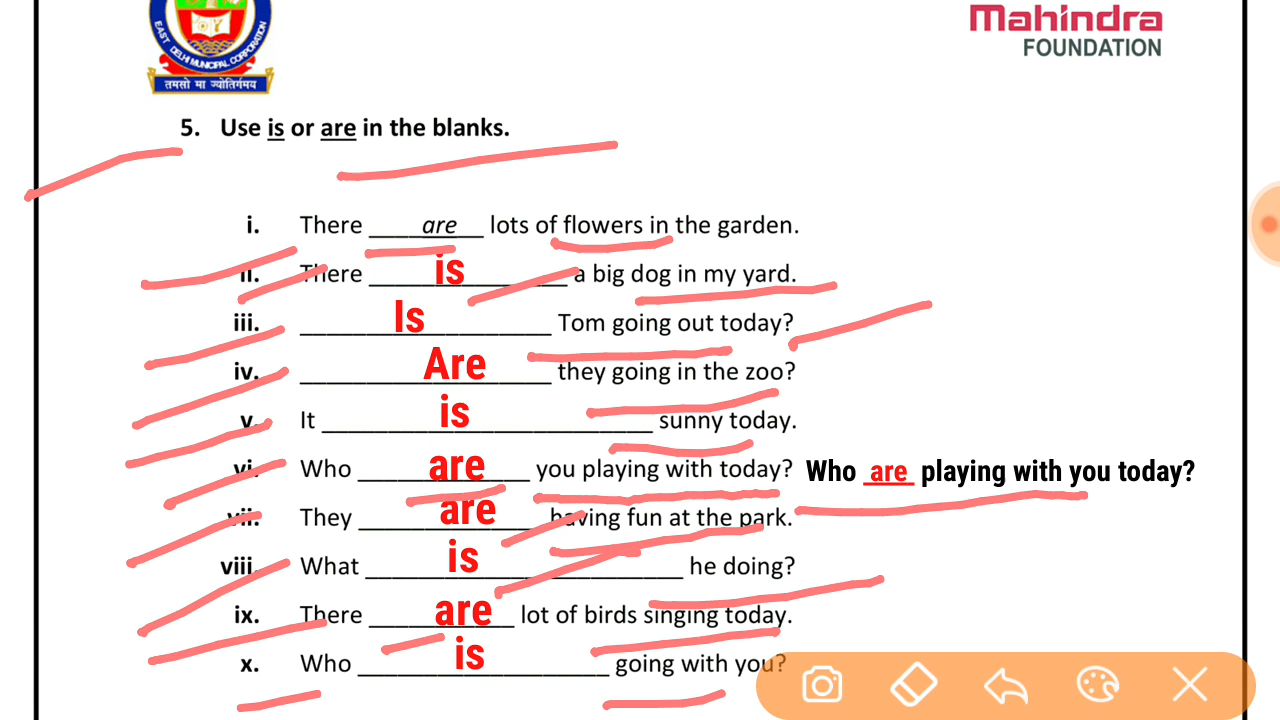 EAST DELHI MUNICIPAL CORPORATION
तमसो मा ज्योतिर्गमय
Mahindra
FOUNDATION
5. Use is or are in the blanks.
i. There ____are__ lots of flowers in the garden.
ii. There is a big dog in my yard.
iii. Is Tom going out today?
iv. Are they going in the zoo?
v. It is sunny today.
vi. Who are you playing with today? Who are playing with you today?
vii. They are having fun at the park.
viii. What is he doing?
ix. There are lot of birds singing today.
x. Who is going with you?